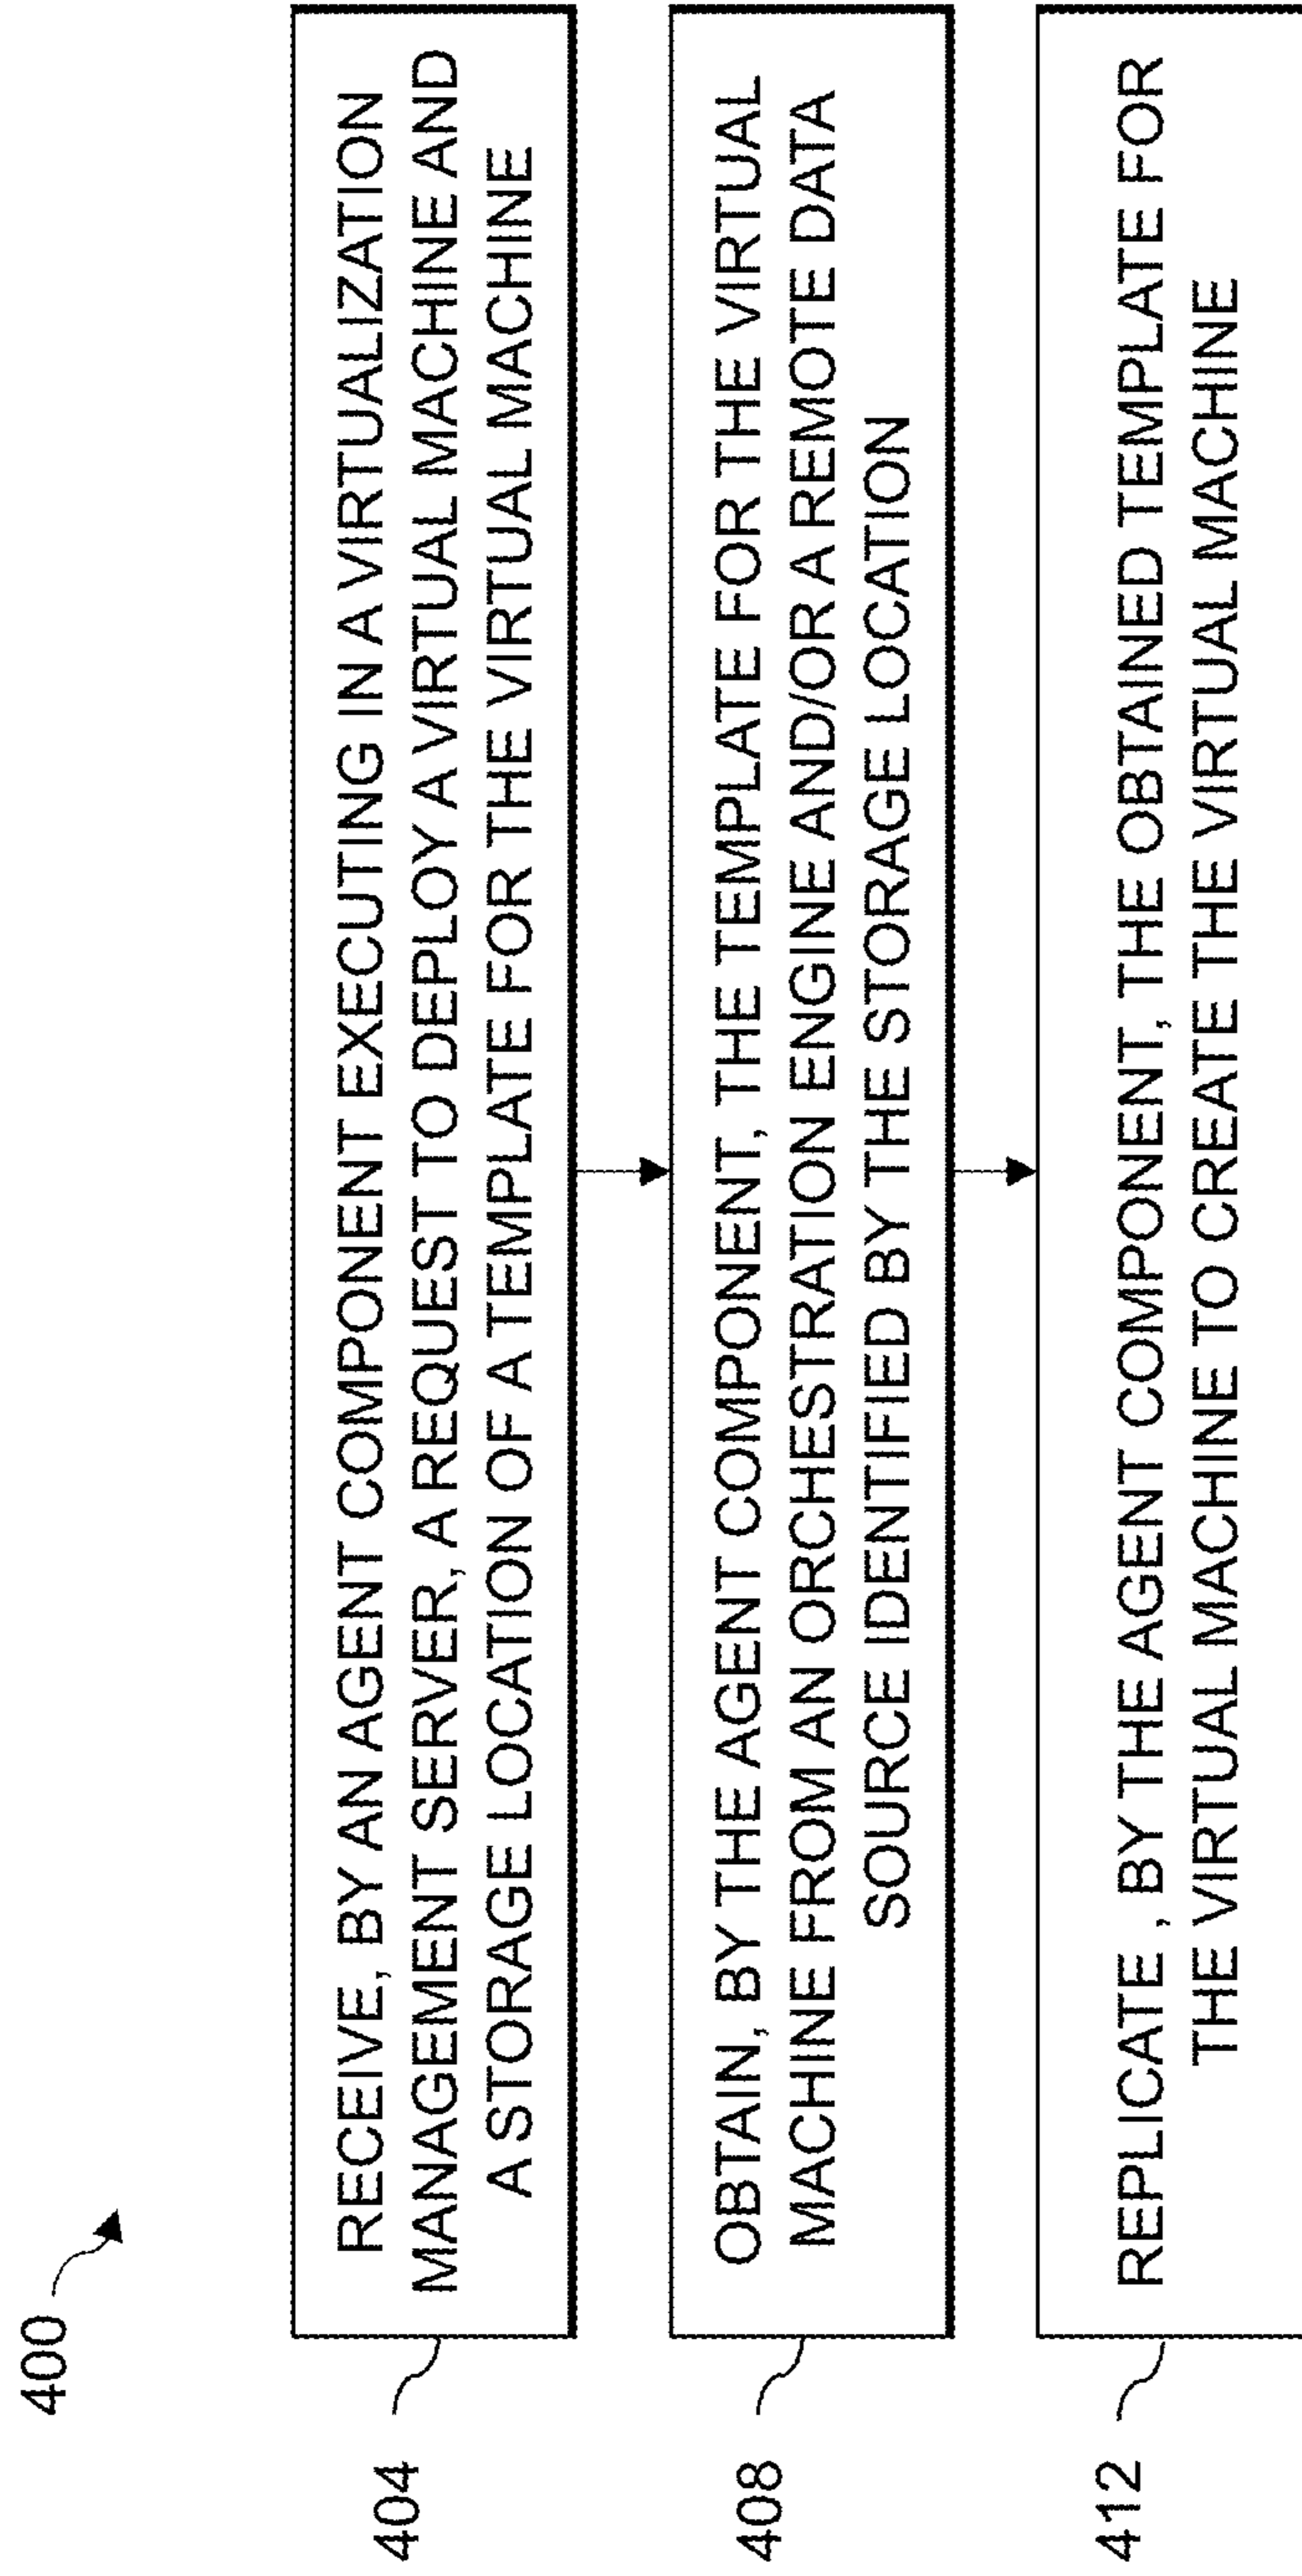 400
404
RECEIVE, BY AN AGENT COMPONENT EXECUTING IN A VIRTUALIZATION
MANAGEMENT SERVER, A REQUEST TO DEPLOY A VIRTUAL MACHINE AND
A STORAGE LOCATION OF A TEMPLATE FOR THE VIRTUAL MACHINE
408
OBTAIN, BY THE AGENT COMPONENT, THE TEMPLATE FOR THE VIRTUAL
MACHINE FROM AN ORCHESTRATION ENGINE AND/OR A REMOTE DATA
SOURCE IDENTIFIED BY THE STORAGE LOCATION
412
REPLICATE , BY THE AGENT COMPONENT, THE OBTAINED TEMPLATE FOR
THE VIRTUAL MACHINE TO CREATE THE VIRTUAL MACHINE